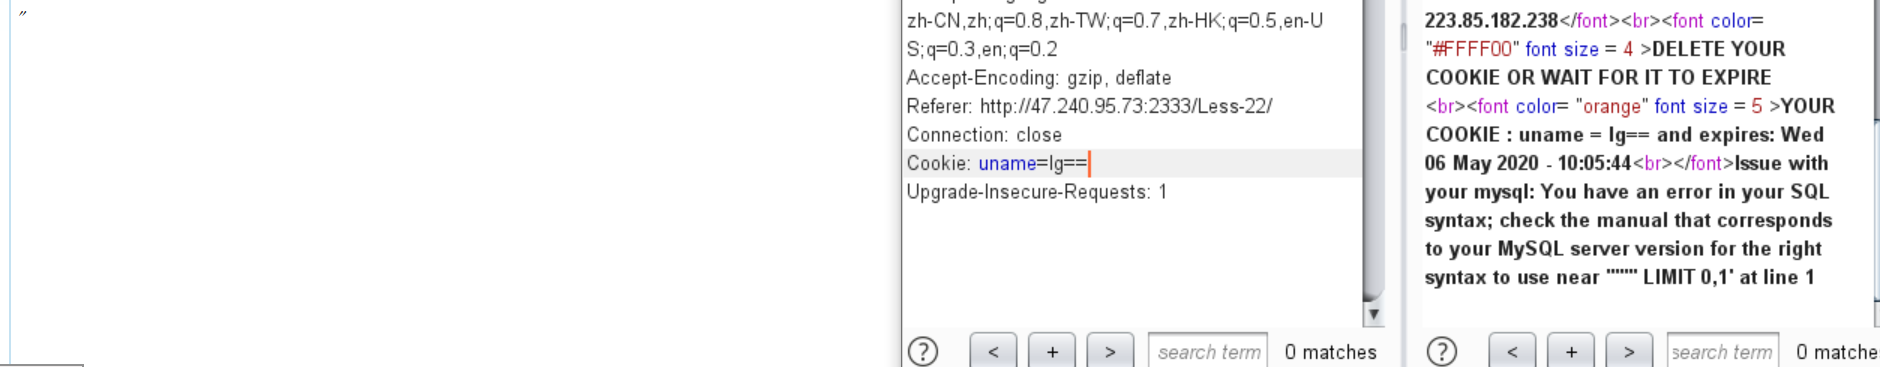 "
zh-CN,zh;q=0.8,zh-TW;q=0.7,zh-HK;q=0.5,en-U
S;q=0.3,en;q=0.2
Accept-Encoding: gzip, deflate
Referer: http://47.240.95.73:2333/Less-22/
Connection: close
Cookie: uname=Ig==
Upgrade-Insecure-Requests: 1
? < + > search term 0 matches
223.85.182.238</font><br><font color=
"#FFFF00" font size = 4 >DELETE YOUR
COOKIE OR WAIT FOR IT TO EXPIRE
<br><font color= "orange" font size = 5 >YOUR
COOKIE : uname = Ig== and expires: Wed
06 May 2020 - 10:05:44<br></font>Issue with
your mysql: You have an error in your SQL
syntax; check the manual that corresponds
to your MySQL server version for the right
syntax to use near '"""' LIMIT 0,1' at line 1
? < + > search term 0 matche